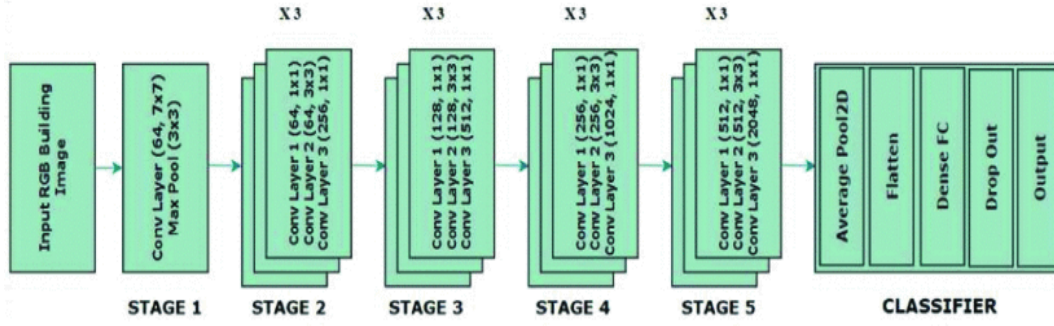 X3
X3
X3
X3
Input RGB Building
Image
Conv Layer (64, 7x7)
Max Pool (3x3)
Conv Layer 1 (64, 1x1)
Conv Layer 2 (64, 3x3)
Conv Layer 3 (256, 1x1)
Conv Layer 1 (128, 1x1)
Conv Layer 2 (128, 3x3)
Conv Layer 3 (512, 1x1)
Conv Layer 1 (256, 1x1)
Conv Layer 2 (256, 3x3)
Conv Layer 3 (1024, 1x1)
Conv Layer 1 (512, 1x1)
Conv Layer 2 (512, 3x3)
Conv Layer 3 (2048, 1x1)
Average Pool2D
Flatten
Dense FC
Drop Out
Output
STAGE 1
STAGE 2
STAGE 3
STAGE 4
STAGE 5
CLASSIFIER